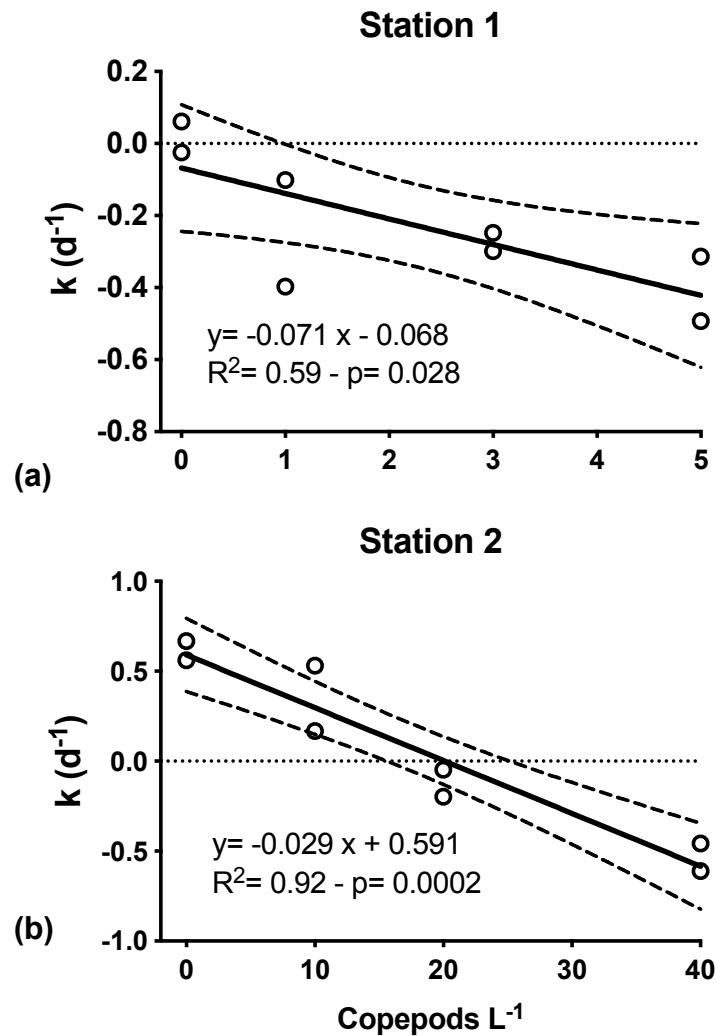 Station 1
k (d⁻¹)
0.2
0.0
-0.2
-0.4
-0.6
-0.8
y= -0.071 x - 0.068
R²= 0.59 - p= 0.028
0 1 2 3 4 5
(a)
Station 2
k (d⁻¹)
1.0
0.5
0.0
-0.5
-1.0
y= -0.029 x + 0.591
R²= 0.92 - p= 0.0002
(b)
0 10 20 30 40
Copepods L⁻¹